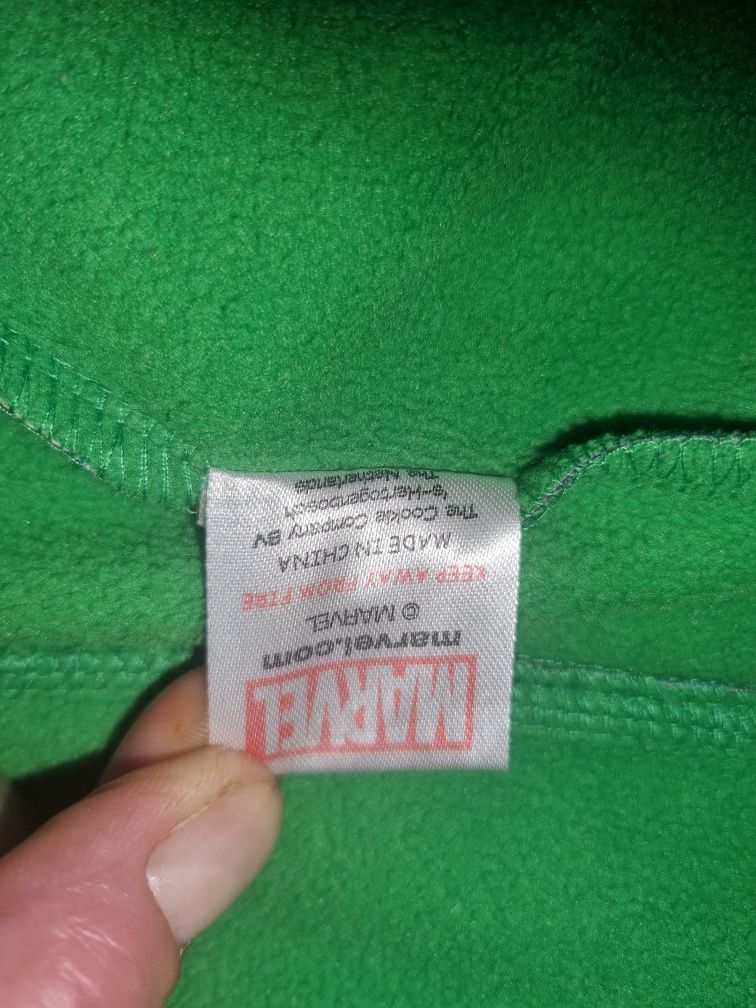 MARVEL
marvel.com
© MARVEL
KEEP AWAY FROM FIRE
MADE IN CHINA
The Cookie Company BV
's-Hertogenbosch
The Netherlands